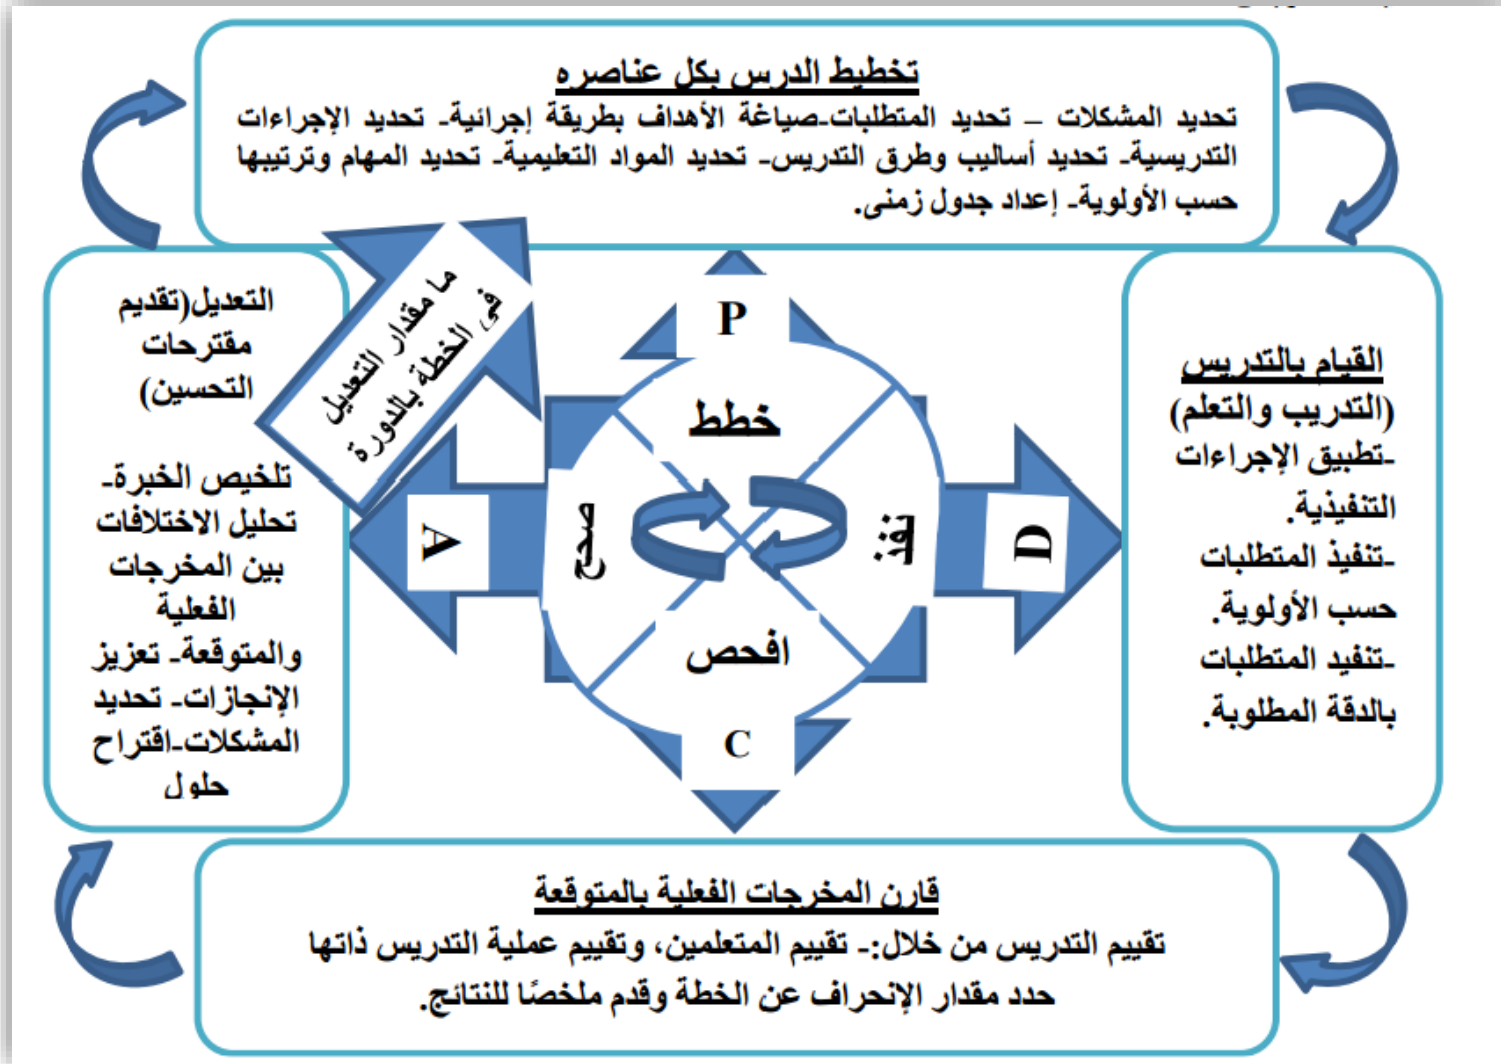 تخطيط الدرس بكل عناصره
تحديد المشكلات – تحديد المتطلبات-صياغة الأهداف بطريقة إجرائية- تحديد الإجراءات
التدريسية- تحديد أساليب وطرق التدريس- تحديد المواد التعليمية- تحديد المهام وترتيبها
حسب الأولوية- إعداد جدول زمنى.
القيام بالتدريس
(التدريب والتعلم)
-تطبيق الإجراءات
التنفيذية.
-تنفيذ المتطلبات
حسب الأولوية.
-تنفيد المتطلبات
بالدقة المطلوبة.
P
خطط
D
نفذ
افحص
C
صحح
A
ما مقدار التعديل
فى الخطة بالدورة
التعديل(تقديم
مقترحات
التحسين)
تلخيص الخبرة-
تحليل الاختلافات
بين المخرجات
الفعلية
والمتوقعة- تعزيز
الإنجازات- تحديد
المشكلات-اقتراح
حلول
قارن المخرجات الفعلية بالمتوقعة
تقييم التدريس من خلال:- تقييم المتعلمين، وتقييم عملية التدريس ذاتها
حدد مقدار الإنحراف عن الخطة وقدم ملخصًا للنتائج.